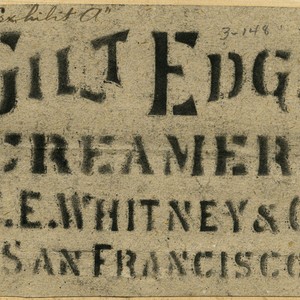 Exhibit A"
3-148
GILT EDG
CREAMER
.E. WHITNEY & C
SAN FRANCISCO